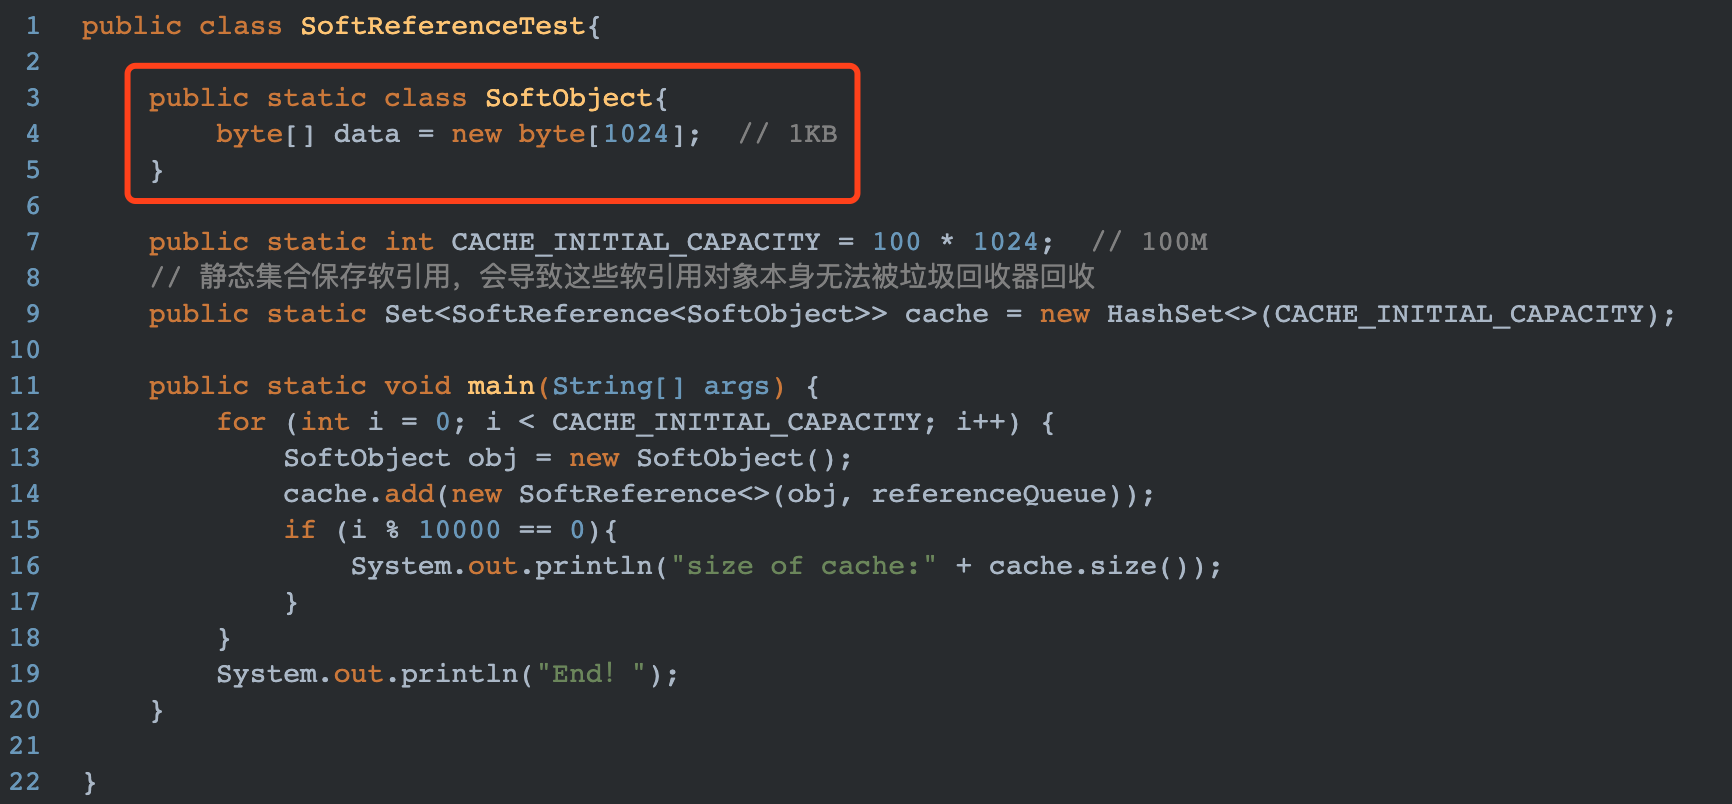 1 public class SoftReferenceTest{
2
3 public static class SoftObject{
4 byte[] data = new byte[1024]; // 1KB
5 }
6
7 public static int CACHE_INITIAL_CAPACITY = 100 * 1024; // 100M
8 // 静态集合保存软引用，会导致这些软引用对象本身无法被垃圾回收器回收
9 public static Set<SoftReference<SoftObject>> cache = new HashSet<>(CACHE_INITIAL_CAPACITY);
10
11 public static void main(String[] args) {
12 for (int i = 0; i < CACHE_INITIAL_CAPACITY; i++) {
13 SoftObject obj = new SoftObject();
14 cache.add(new SoftReference<>(obj, referenceQueue));
15 if (i % 10000 == 0){
16 System.out.println("size of cache:" + cache.size());
17 }
18 }
19 System.out.println("End！");
20 }
21
22 }